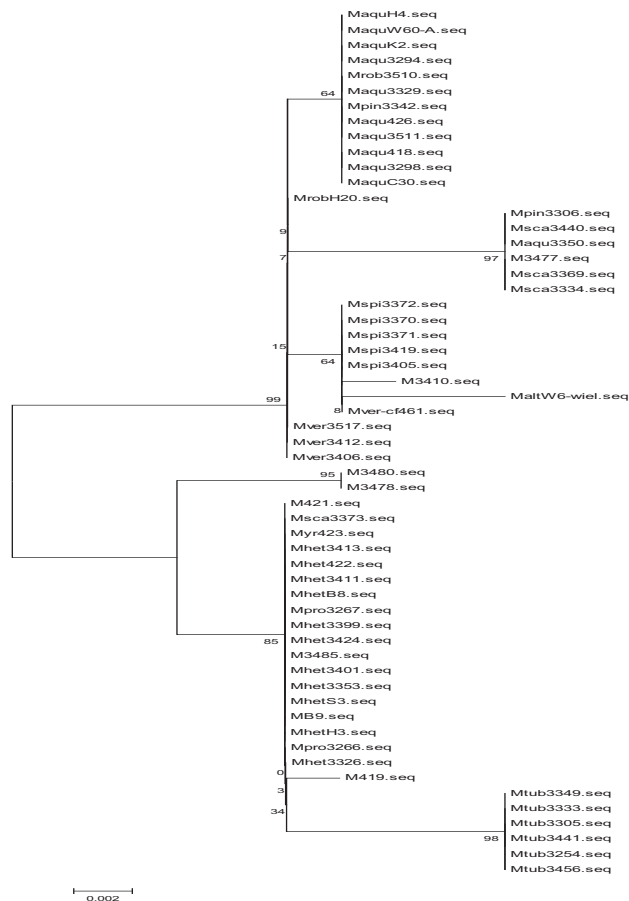 MaquH4.seq
MaquW60-A.seq
MaquK2.seq
Maqu3294.seq
Mrob3510.seq
64
Maqu3329.seq
Mpin3342.seq
Maqu426.seq
Maqu3511.seq
Maqu418.seq
Maqu3298.seq
MaquC30.seq
MrobH20.seq
Mpin3306.seq
Msca3440.seq
9
Maqu3350.seq
7
97
M3477.seq
Msca3369.seq
Msca3334.seq
Mspi3372.seq
Mspi3370.seq
Mspi3371.seq
15
Mspi3419.seq
64
Mspi3405.seq
M3410.seq
MaltW6-wiel.seq
99
8
Mver-cf461.seq
Mver3517.seq
Mver3412.seq
Mver3406.seq
95
M3480.seq
M3478.seq
M421.seq
Msca3373.seq
Myr423.seq
Mhet3413.seq
Mhet422.seq
Mhet3411.seq
MhetB8.seq
Mpro3267.seq
Mhet3399.seq
Mhet3424.seq
85
M3485.seq
Mhet3401.seq
Mhet3353.seq
MhetS3.seq
MB9.seq
MhetH3.seq
Mpro3266.seq
Mhet3326.seq
0
M419.seq
3
Mtub3349.seq
34
Mtub3333.seq
Mtub3305.seq
98
Mtub3441.seq
Mtub3254.seq
Mtub3456.seq
0.002